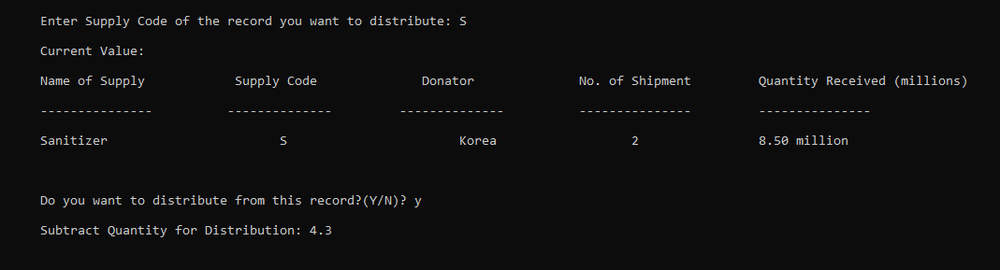 Enter Supply Code of the record you want to distribute: S
Current Value:
Name of Supply Supply Code Donator No. of Shipment Quantity Received (millions)
--------------- -------------- -------------- --------------- ---------------
Sanitizer S Korea 2 8.50 million
Do you want to distribute from this record?(Y/N)? y
Subtract Quantity for Distribution: 4.3